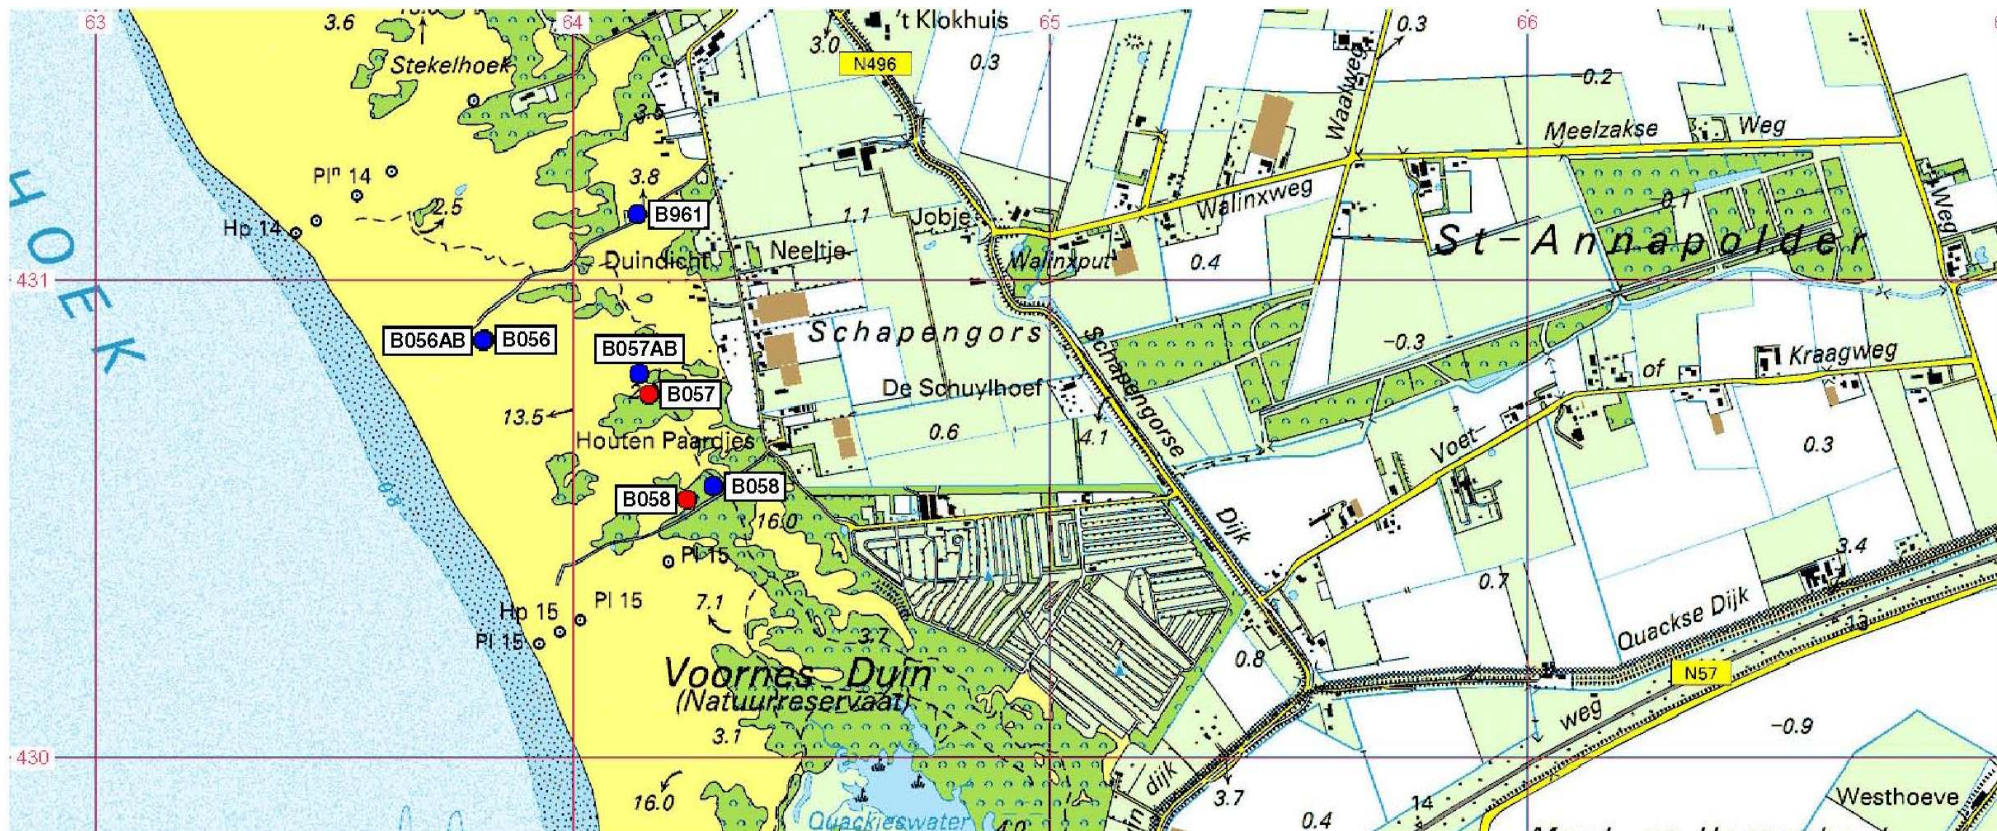 63
64
65
66
3.6
't Klokhuis
0.3
3.0
N496
0.3
Stekelhoek
-0.2
Waalweg
Meelzakse Weg
3.5
Plⁿ 14
3.8
2.5
B961
1.1
Jobje
Walinxweg
-0.1
Weg
Hp 14
HOEK
Duindicht
Neeltje
Walinxput
0.4
St-Annapolder
431
B056AB
B056
B057AB
Schapengors
Schapengorse
-0.3
of
Kraagweg
B057
De Schuylhoef
13.5
Houten Paardjes
0.6
4.1
Voet-
0.3
B058
B058
16.0
Dijk
Pl 15
3.4
Hp 15
Pl 15
7.1
0.7
Pl 15
3.7
Quackse Dijk
13
0.8
Voornes Duin
(Natuurreservaat)
N57
weg
3.1
-0.9
430
16.0
dijk
3.7
14
Westhoeve
Quackjeswater
0.4